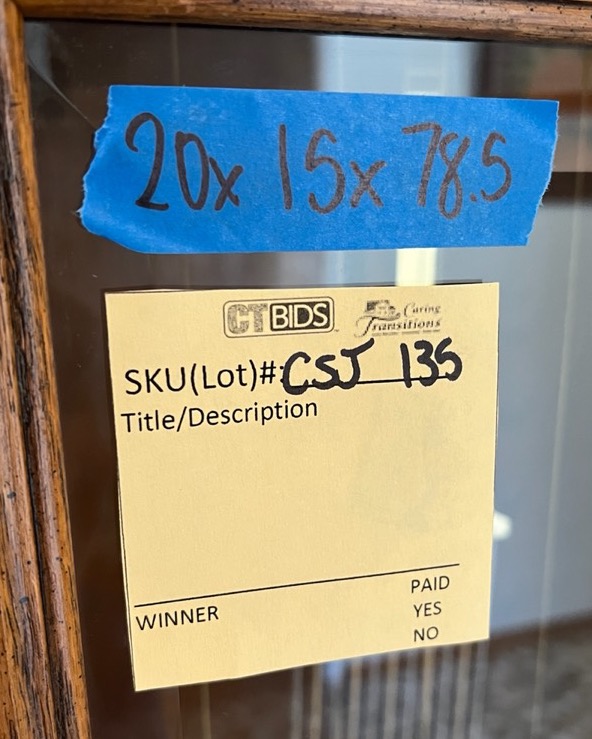 20x 15x 78.5
CTBIDS Caring Transitions
SKU(Lot)#:CSJ 135
Title/Description
PAID
WINNER YES
NO